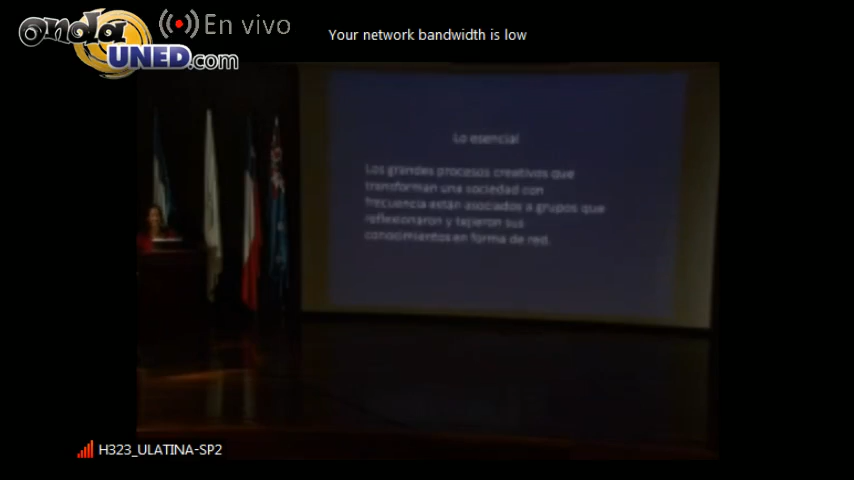 onda
UNED.com
En vivo
Your network bandwidth is low
Lo esencial
Los grandes procesos creativos que
transforman una sociedad con
frecuencia están asociados a grupos que
reflexionaron y tejieron sus
conocimientos en forma de red.
H323_ULATINA-SP2